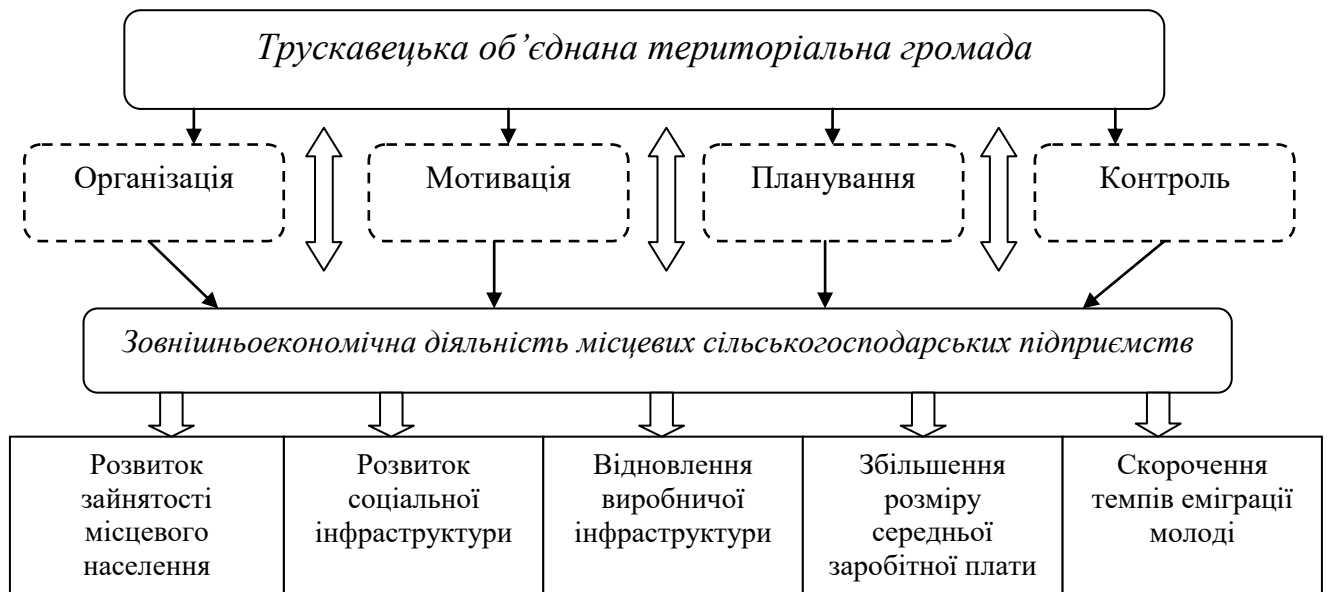 Трускавецька об’єднана територіальна громада
Організація
Мотивація
Планування
Контроль
Зовнішньоекономічна діяльність місцевих сільськогосподарських підприємств
Розвиток
зайнятості
місцевого
населення
Розвиток
соціальної
інфраструктури
Відновлення
виробничої
інфраструктури
Збільшення
розміру
середньої
заробітної плати
Скорочення
темпів еміграції
молоді